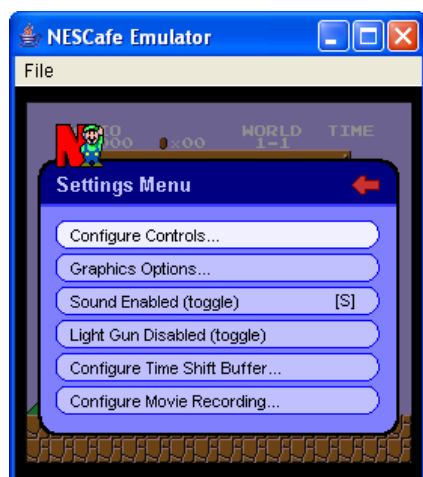 NESCafe Emulator
File
WORLD TIME
×00 1-1
N
Settings Menu
Configure Controls...
Graphics Options...
Sound Enabled (toggle) [S]
Light Gun Disabled (toggle)
Configure Time Shift Buffer...
Configure Movie Recording...